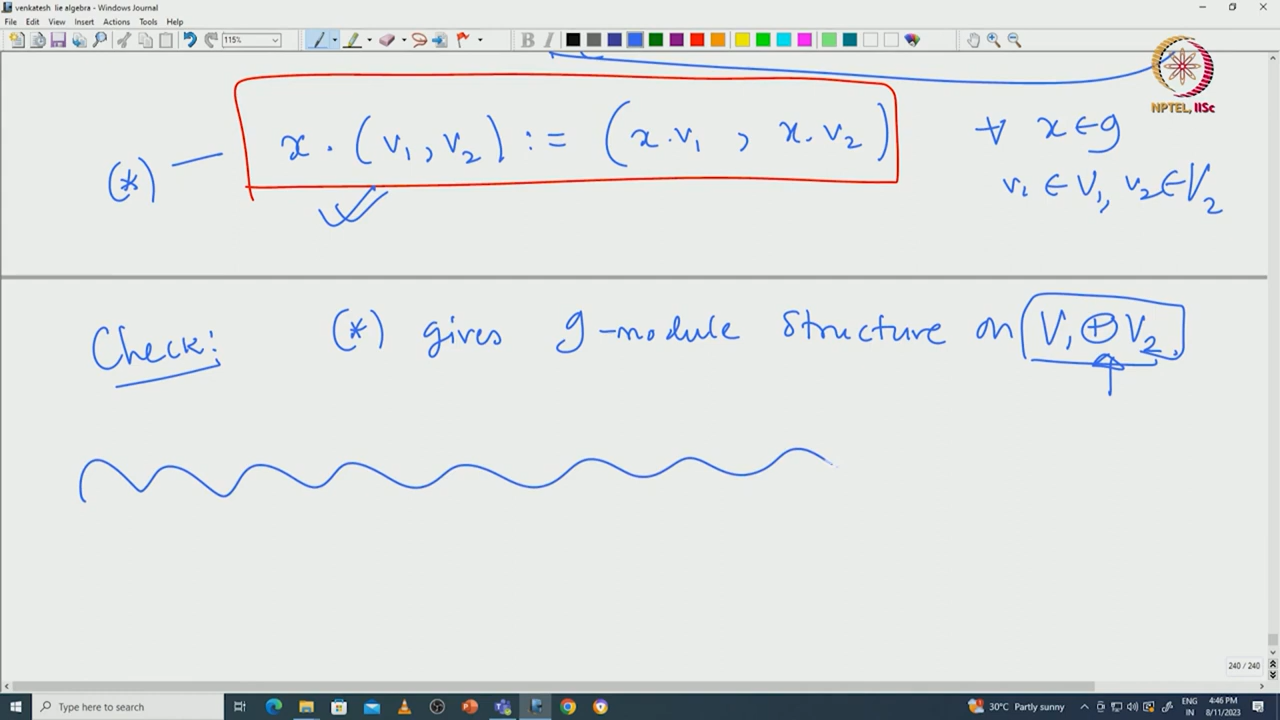 venkatesh lie algebra - Windows Journal
File Edit View Insert Actions Tools Help
115%
NPTEL, IISc
(*) — x . (v₁, v₂) := (x.v₁ , x.v₂) ∀ x ∈ g
v₁ ∈ V₁, v₂ ∈ V₂
Check: (*) gives g-module structure on V₁ ⊕ V₂.
240 / 240
Type here to search
30°C Partly sunny
ENG
IN
4:46 PM
8/11/2023